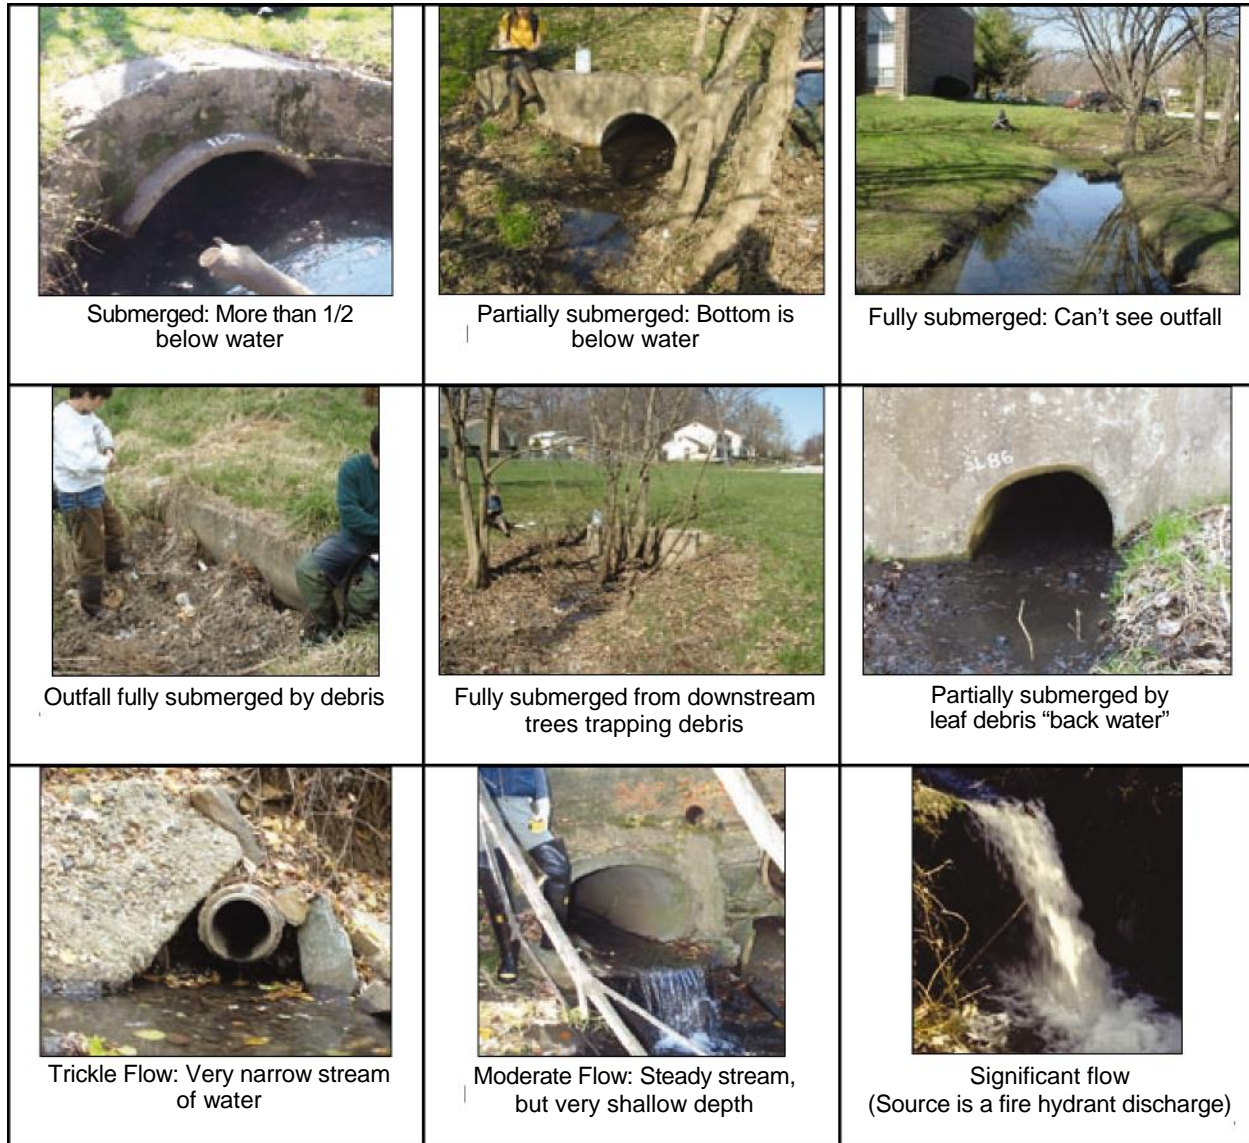 Submerged: More than 1/2
below water
Partially submerged: Bottom is
below water
Fully submerged: Can't see outfall
Outfall fully submerged by debris
Fully submerged from downstream
trees trapping debris
SL86
Partially submerged by
leaf debris “back water”
Trickle Flow: Very narrow stream
of water
Moderate Flow: Steady stream,
but very shallow depth
Significant flow
(Source is a fire hydrant discharge)